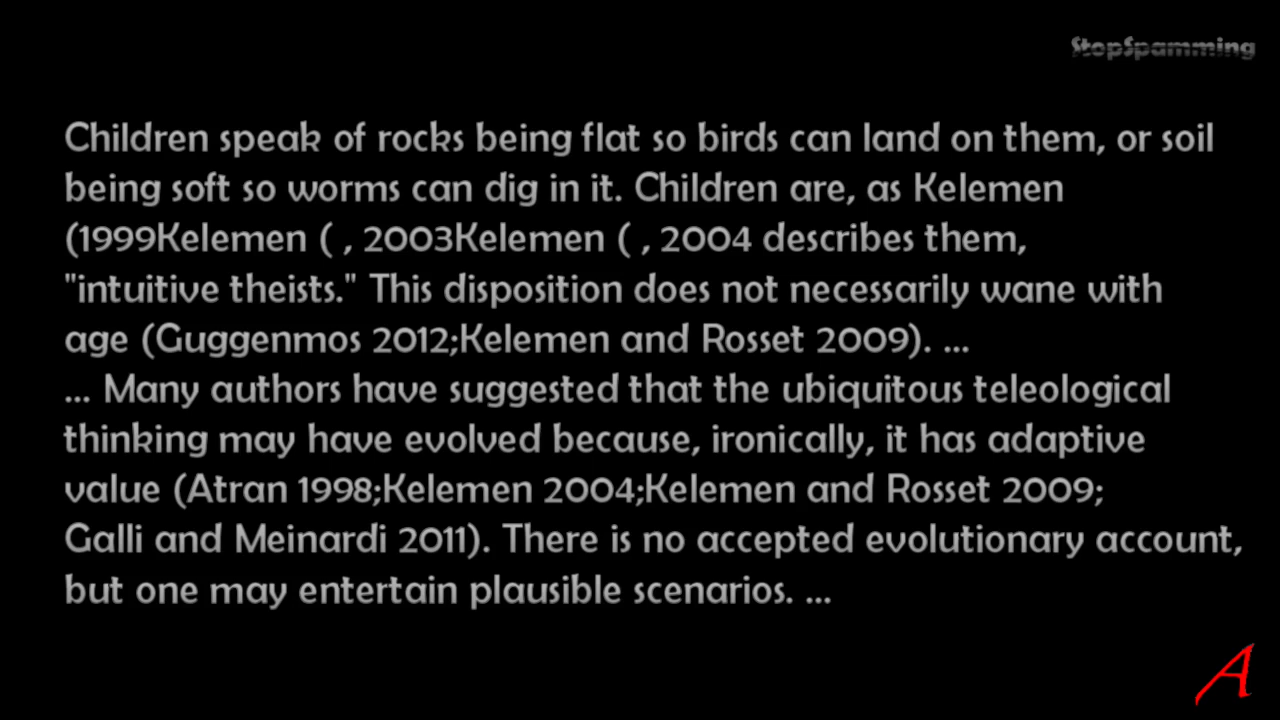 StopSpamming
Children speak of rocks being flat so birds can land on them, or soil
being soft so worms can dig in it. Children are, as Kelemen
(1999Kelemen ( , 2003Kelemen ( , 2004 describes them,
"intuitive theists." This disposition does not necessarily wane with
age (Guggenmos 2012;Kelemen and Rosset 2009). ...
... Many authors have suggested that the ubiquitous teleological
thinking may have evolved because, ironically, it has adaptive
value (Atran 1998;Kelemen 2004;Kelemen and Rosset 2009;
Galli and Meinardi 2011). There is no accepted evolutionary account,
but one may entertain plausible scenarios. ...
A